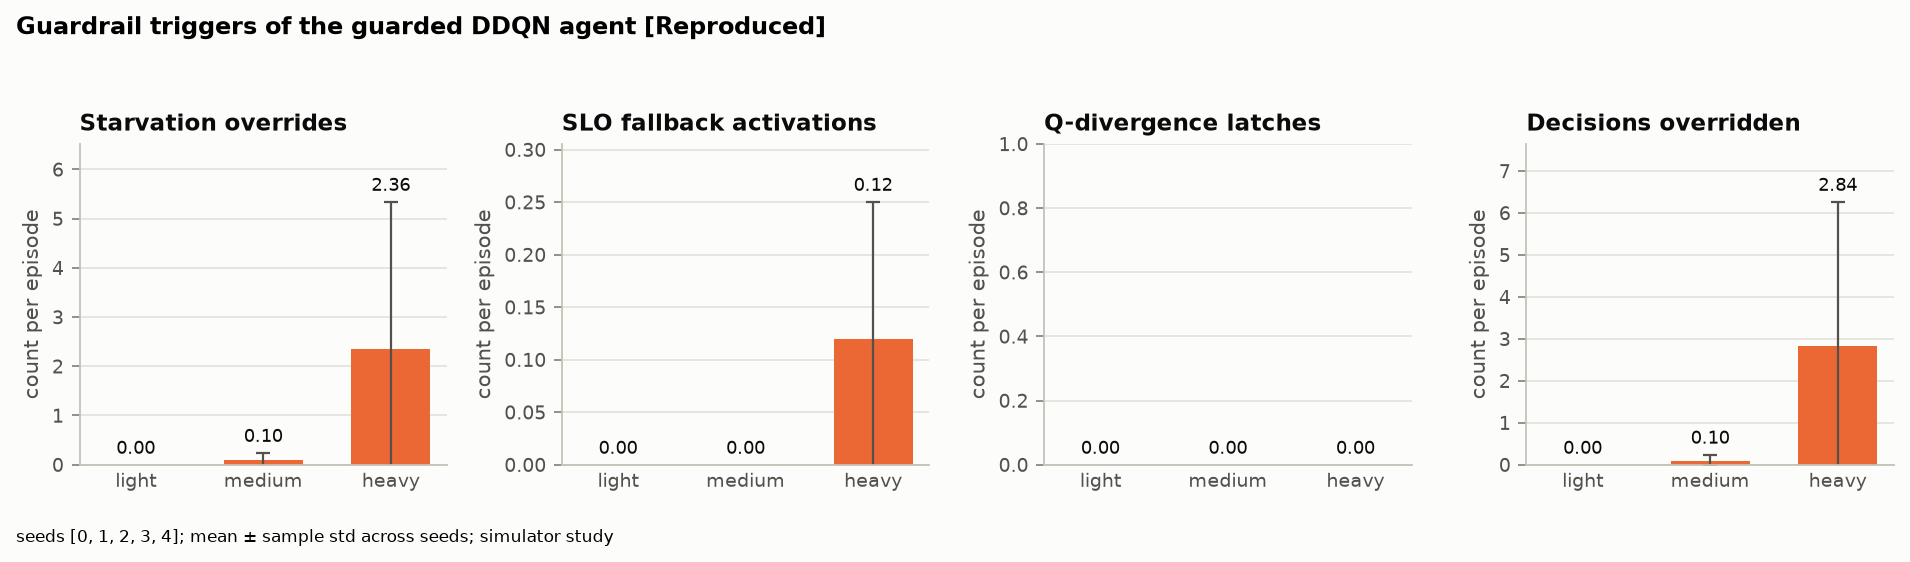 Guardrail triggers of the guarded DDQN agent [Reproduced]
Starvation overrides
count per episode
6
5
4
3
2
1
0
0.00
0.10
2.36
light
medium
heavy
SLO fallback activations
count per episode
0.30
0.25
0.20
0.15
0.10
0.05
0.00
0.00
0.00
0.12
light
medium
heavy
Q-divergence latches
count per episode
1.0
0.8
0.6
0.4
0.2
0.0
0.00
0.00
0.00
light
medium
heavy
Decisions overridden
count per episode
7
6
5
4
3
2
1
0
0.00
0.10
2.84
light
medium
heavy
seeds [0, 1, 2, 3, 4]; mean ± sample std across seeds; simulator study